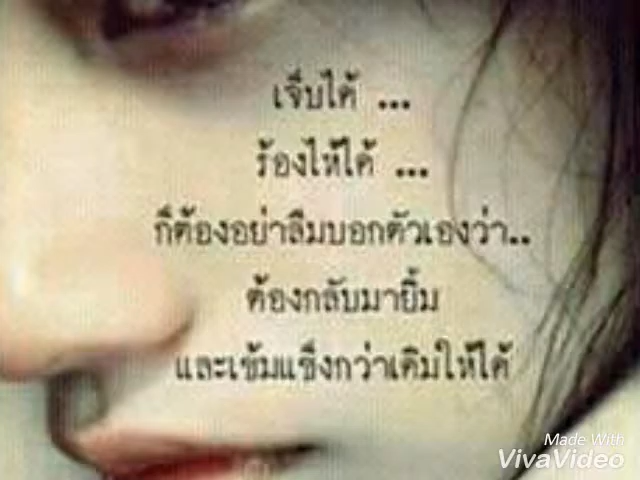 เจ็บได้ ...
ร้องไห้ได้ ...
ก็ต้องอย่าลืมบอกตัวเองว่า..
ต้องกลับมายิ้ม
และเข้มแข็งกว่าเดิมให้ได้
Made With
VivaVideo